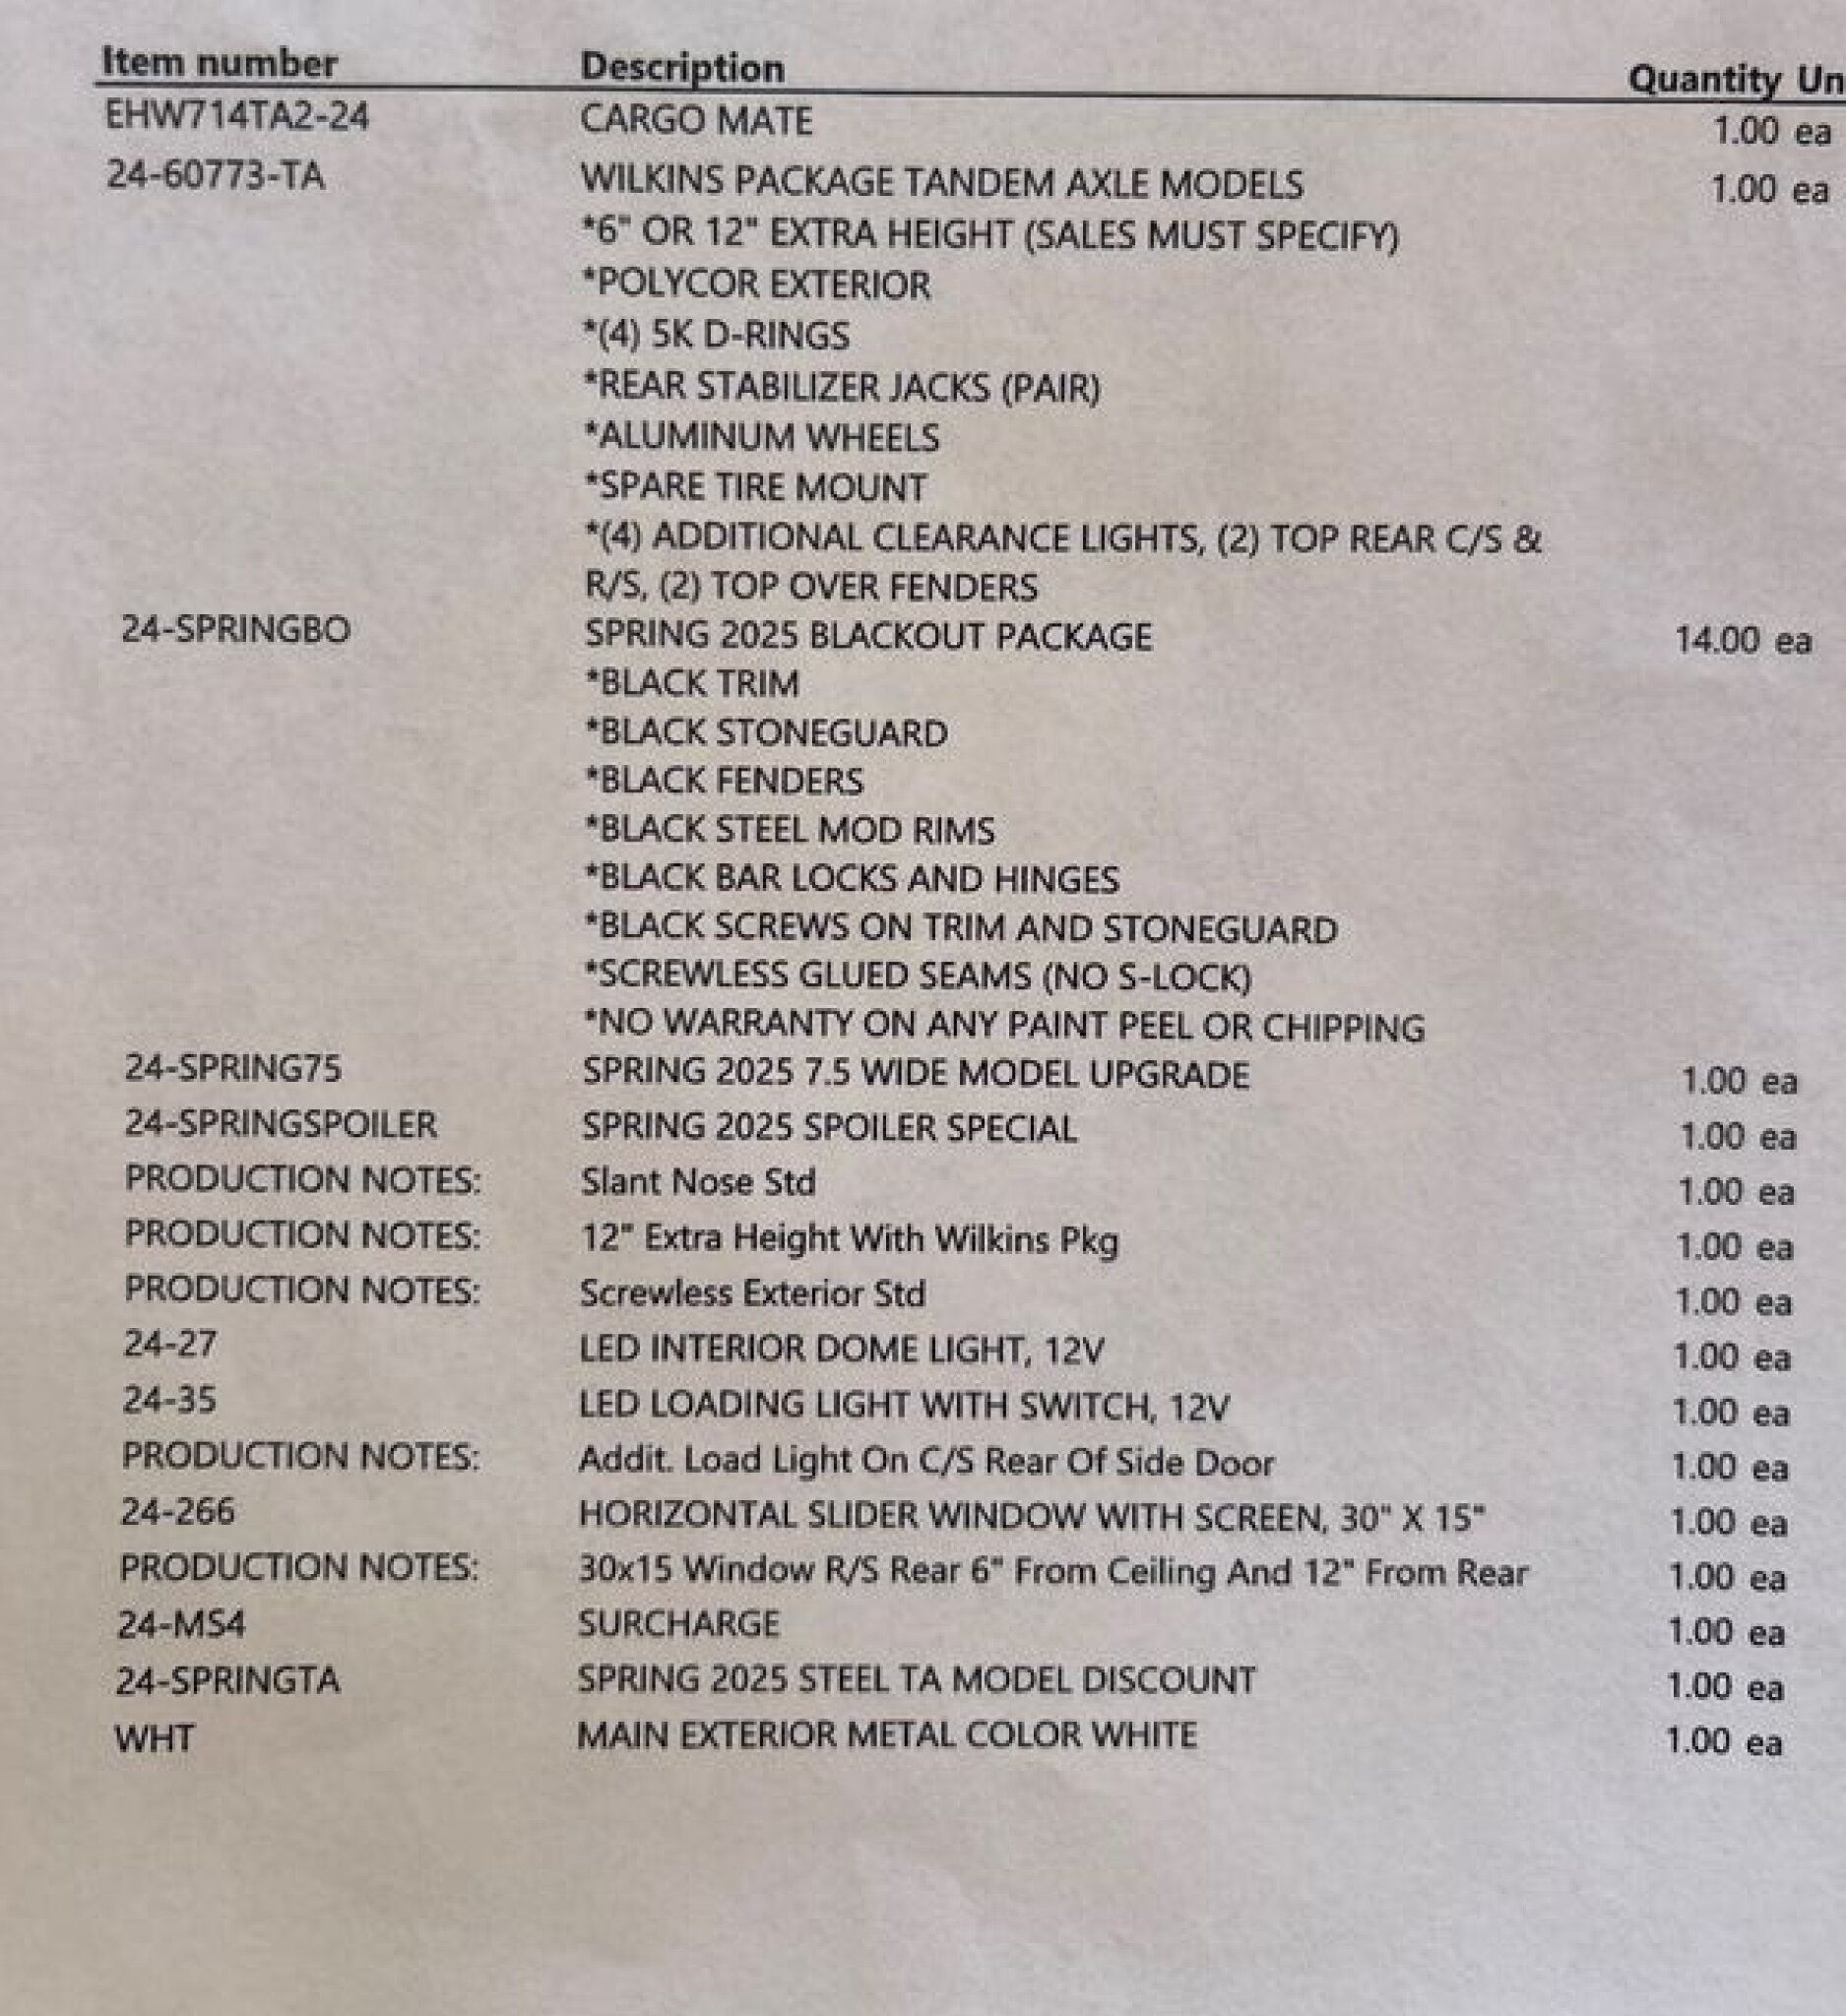 Item number Description Quantity Un
EHW714TA2-24 CARGO MATE 1.00 ea
24-60773-TA WILKINS PACKAGE TANDEM AXLE MODELS 1.00 ea
*6" OR 12" EXTRA HEIGHT (SALES MUST SPECIFY)
*POLYCOR EXTERIOR
*(4) 5K D-RINGS
*REAR STABILIZER JACKS (PAIR)
*ALUMINUM WHEELS
*SPARE TIRE MOUNT
*(4) ADDITIONAL CLEARANCE LIGHTS, (2) TOP REAR C/S &
R/S, (2) TOP OVER FENDERS
24-SPRINGBO SPRING 2025 BLACKOUT PACKAGE 14.00 ea
*BLACK TRIM
*BLACK STONEGUARD
*BLACK FENDERS
*BLACK STEEL MOD RIMS
*BLACK BAR LOCKS AND HINGES
*BLACK SCREWS ON TRIM AND STONEGUARD
*SCREWLESS GLUED SEAMS (NO S-LOCK)
*NO WARRANTY ON ANY PAINT PEEL OR CHIPPING
24-SPRING75 SPRING 2025 7.5 WIDE MODEL UPGRADE 1.00 ea
24-SPRINGSPOILER SPRING 2025 SPOILER SPECIAL 1.00 ea
PRODUCTION NOTES: Slant Nose Std 1.00 ea
PRODUCTION NOTES: 12" Extra Height With Wilkins Pkg 1.00 ea
PRODUCTION NOTES: Screwless Exterior Std 1.00 ea
24-27 LED INTERIOR DOME LIGHT, 12V 1.00 ea
24-35 LED LOADING LIGHT WITH SWITCH, 12V 1.00 ea
PRODUCTION NOTES: Addit. Load Light On C/S Rear Of Side Door 1.00 ea
24-266 HORIZONTAL SLIDER WINDOW WITH SCREEN, 30" X 15" 1.00 ea
PRODUCTION NOTES: 30x15 Window R/S Rear 6" From Ceiling And 12" From Rear 1.00 ea
24-MS4 SURCHARGE 1.00 ea
24-SPRINGTA SPRING 2025 STEEL TA MODEL DISCOUNT 1.00 ea
WHT MAIN EXTERIOR METAL COLOR WHITE 1.00 ea